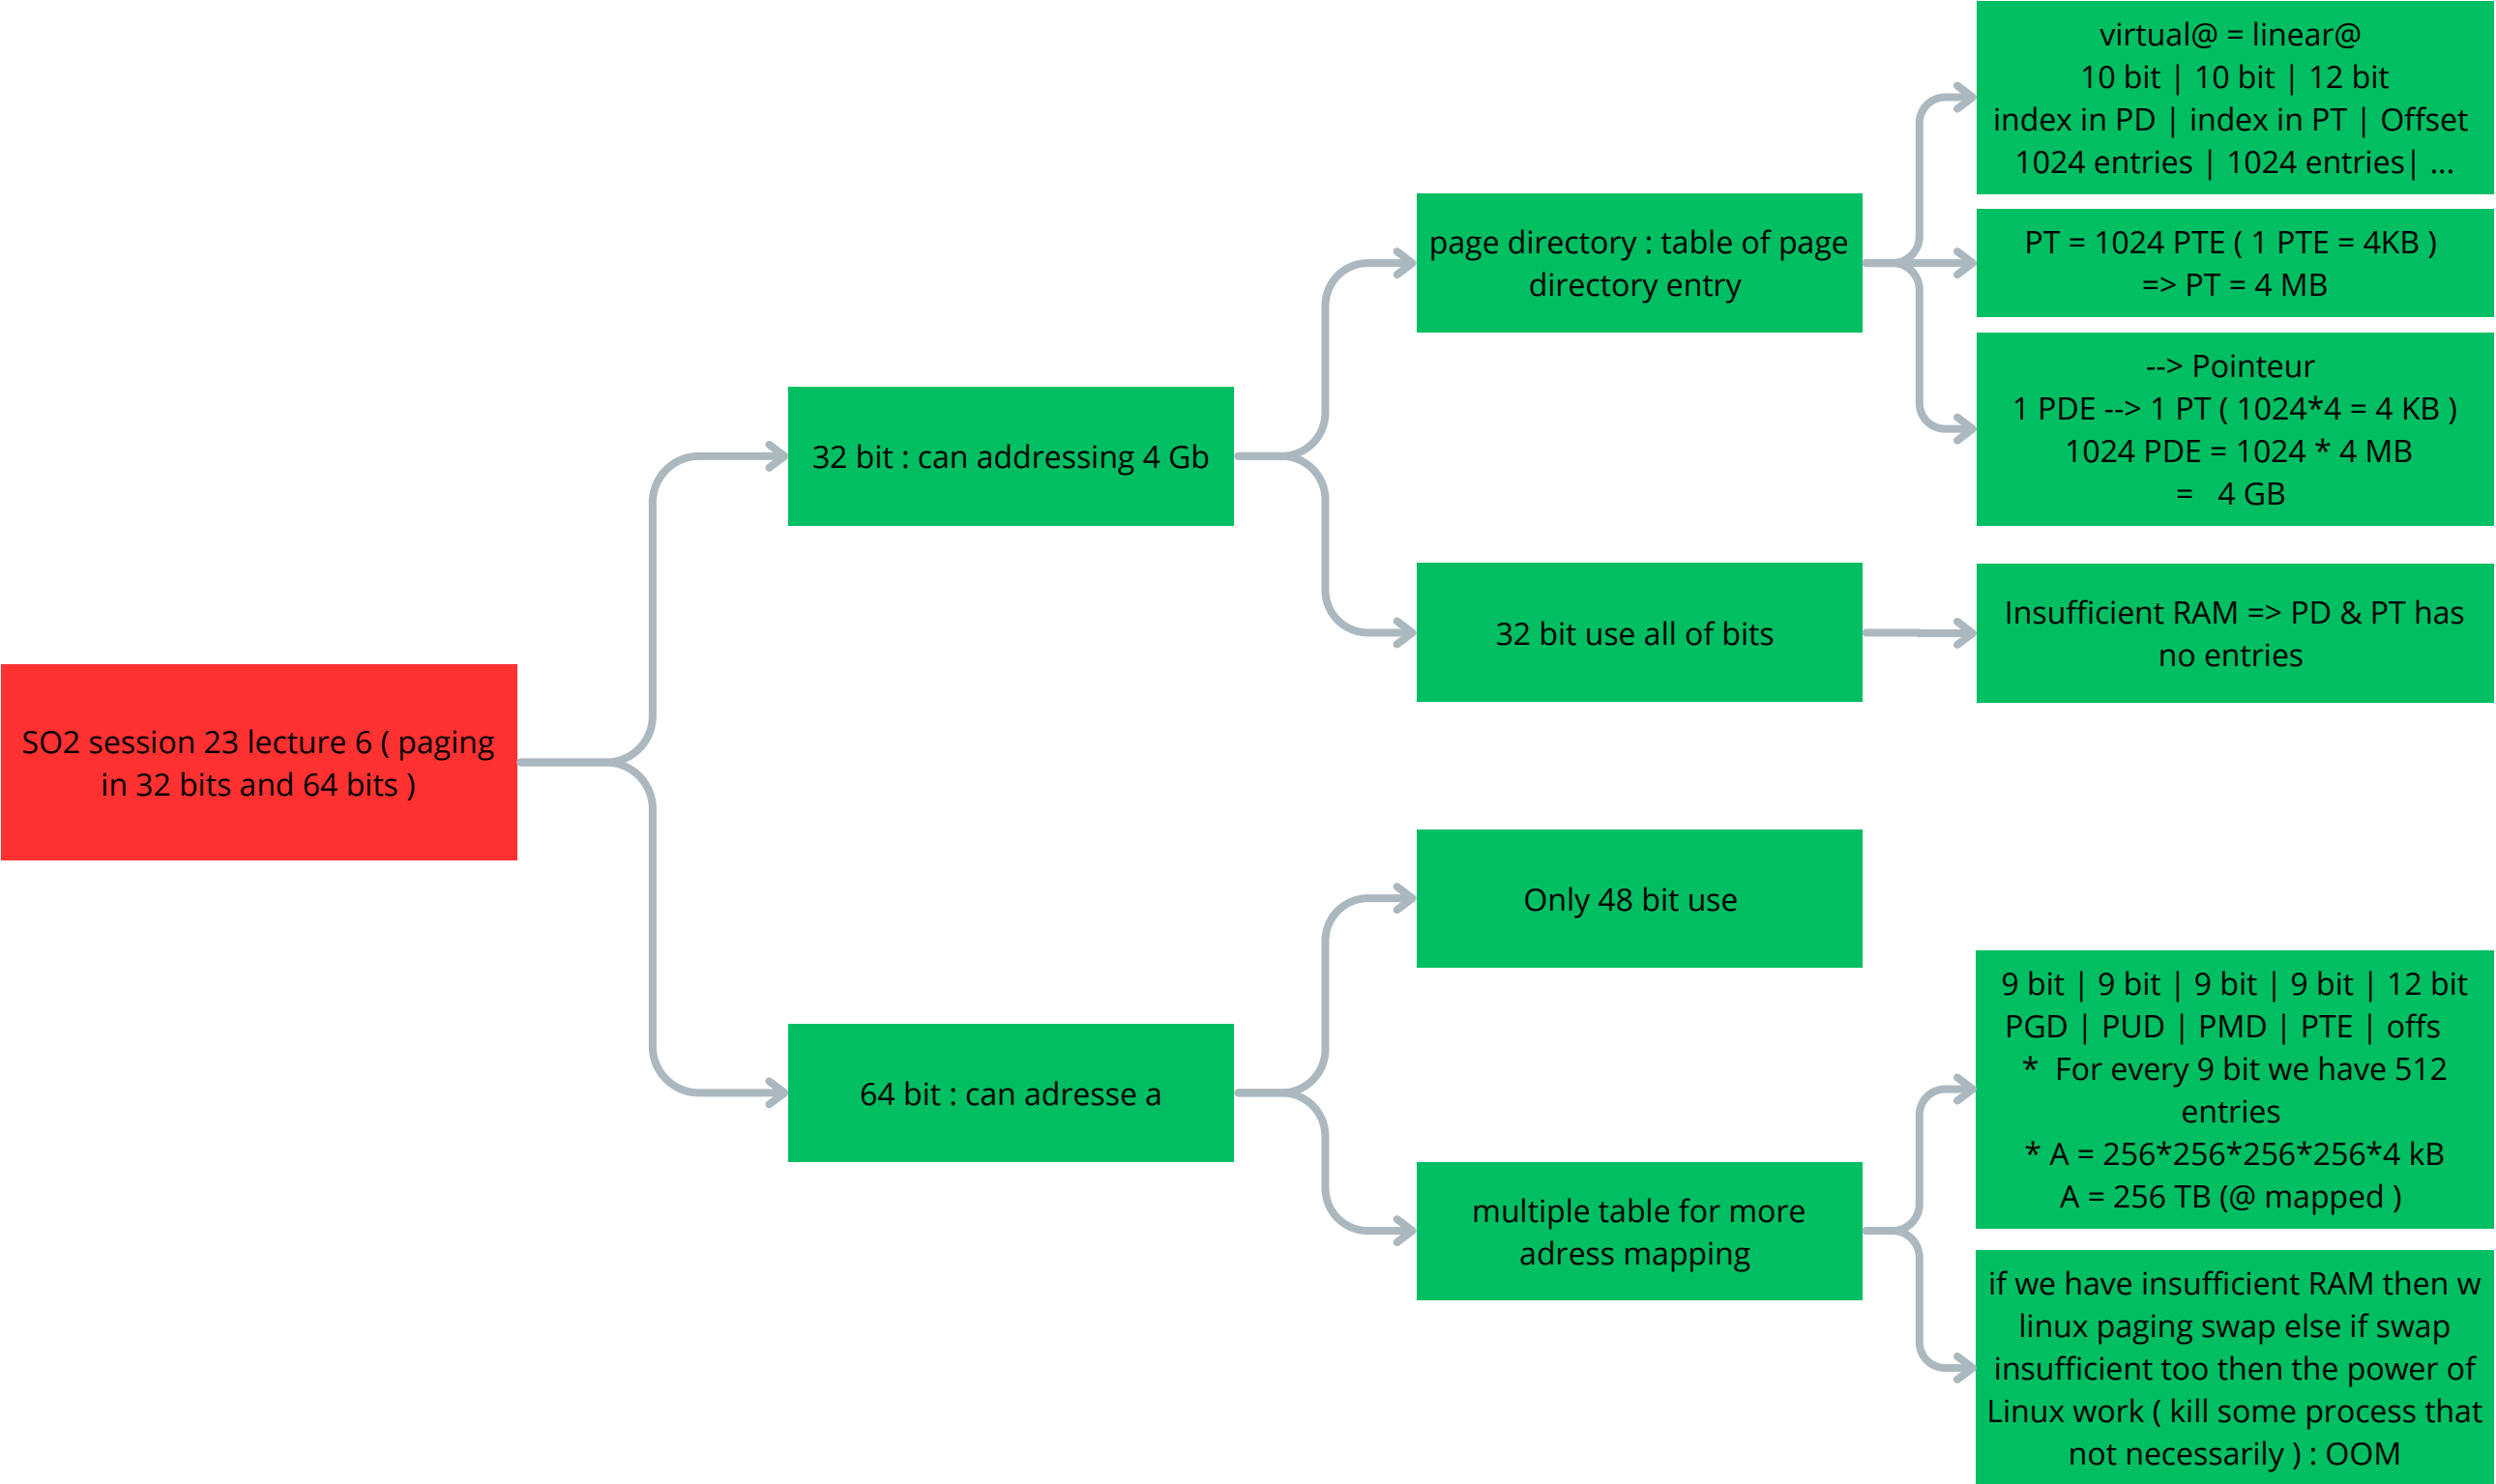 SO2 session 23 lecture 6 ( paging
in 32 bits and 64 bits )
32 bit : can addressing 4 Gb
page directory : table of page
directory entry
virtual@ = linear@
10 bit | 10 bit | 12 bit
index in PD | index in PT | Offset
1024 entries | 1024 entries| ...
PT = 1024 PTE ( 1 PTE = 4KB )
=> PT = 4 MB
--> Pointeur
1 PDE --> 1 PT ( 1024*4 = 4 KB )
1024 PDE = 1024 * 4 MB
= 4 GB
32 bit use all of bits
Insufficient RAM => PD & PT has
no entries
64 bit : can adresse a
Only 48 bit use
multiple table for more
adress mapping
9 bit | 9 bit | 9 bit | 9 bit | 12 bit
PGD | PUD | PMD | PTE | offs
* For every 9 bit we have 512
entries
* A = 256*256*256*256*4 kB
A = 256 TB (@ mapped )
if we have insufficient RAM then w
linux paging swap else if swap
insufficient too then the power of
Linux work ( kill some process that
not necessarily ) : OOM